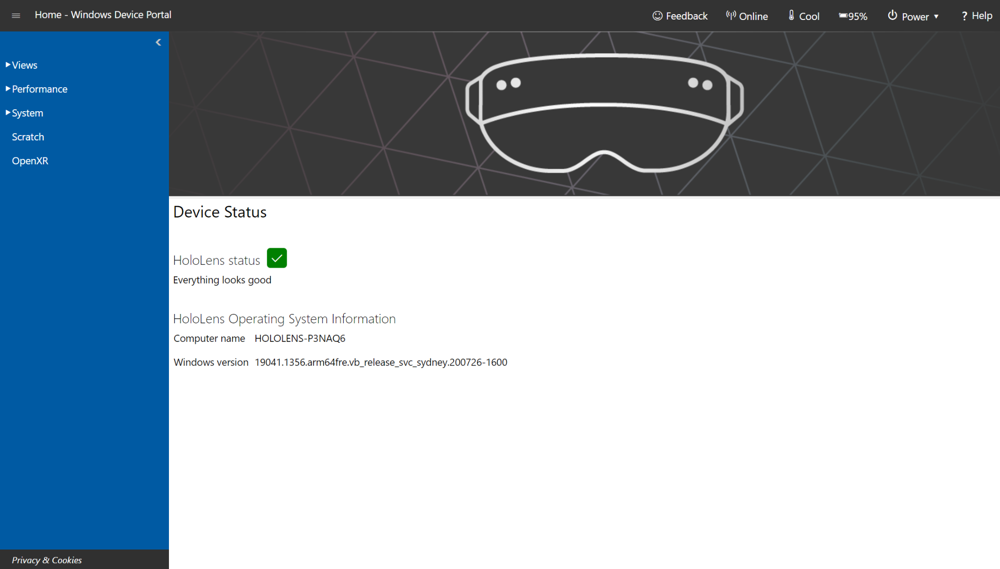 Home - Windows Device Portal
Feedback
Online
Cool
95%
Power
? Help
Views
Performance
System
Scratch
OpenXR
Device Status
HoloLens status
Everything looks good
HoloLens Operating System Information
Computer name HOLOLENS-P3NAQ6
Windows version 19041.1356.arm64fre.vb_release_svc_sydney.200726-1600
Privacy & Cookies